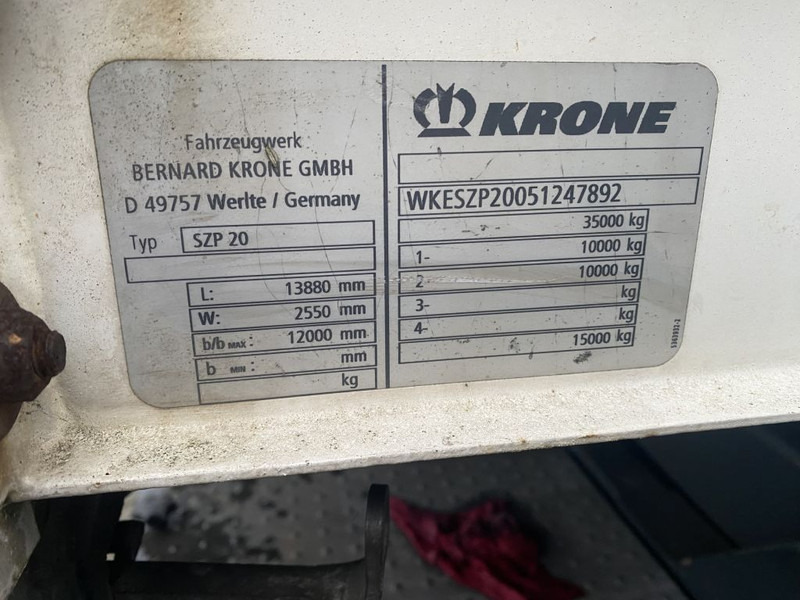 Fahrzeugwerk
BERNARD KRONE GMBH
D 49757 Werlte / Germany
Typ SZP 20
L: 13880 mm
W: 2550 mm
b/b MAX : 12000 mm
b MIN : mm
kg
KRONE
WKESZP20051247892
35000 kg
1- 10000 kg
2 10000 kg
3- kg
4- kg
15000 kg